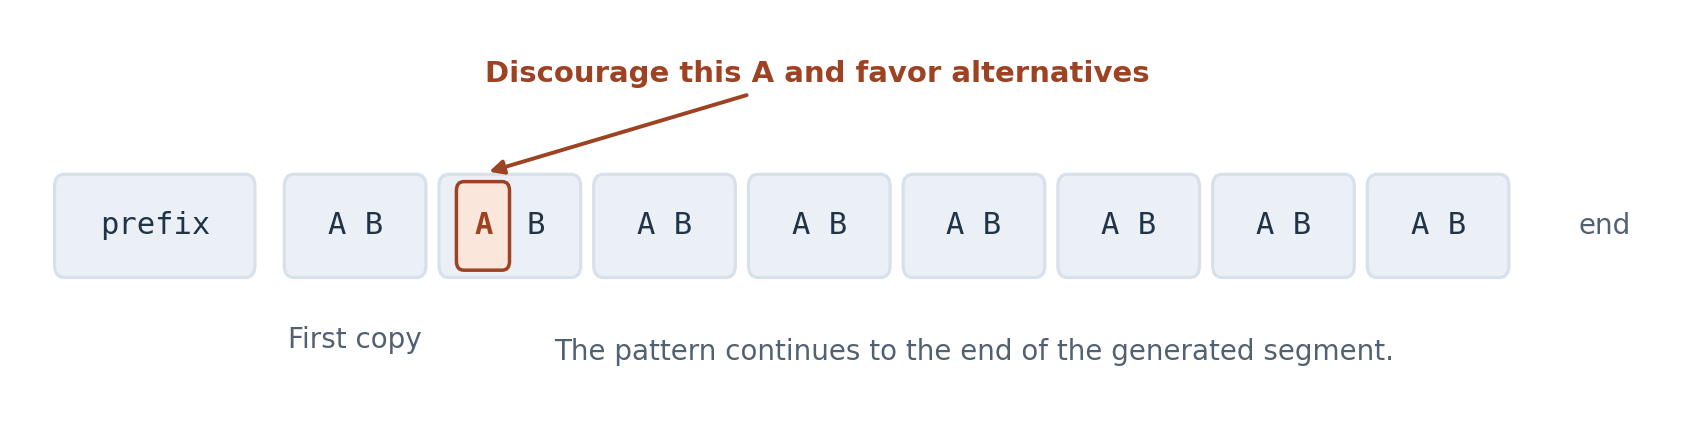 Discourage this A and favor alternatives
prefix A B A B A B A B A B A B A B A B end
First copy
The pattern continues to the end of the generated segment.